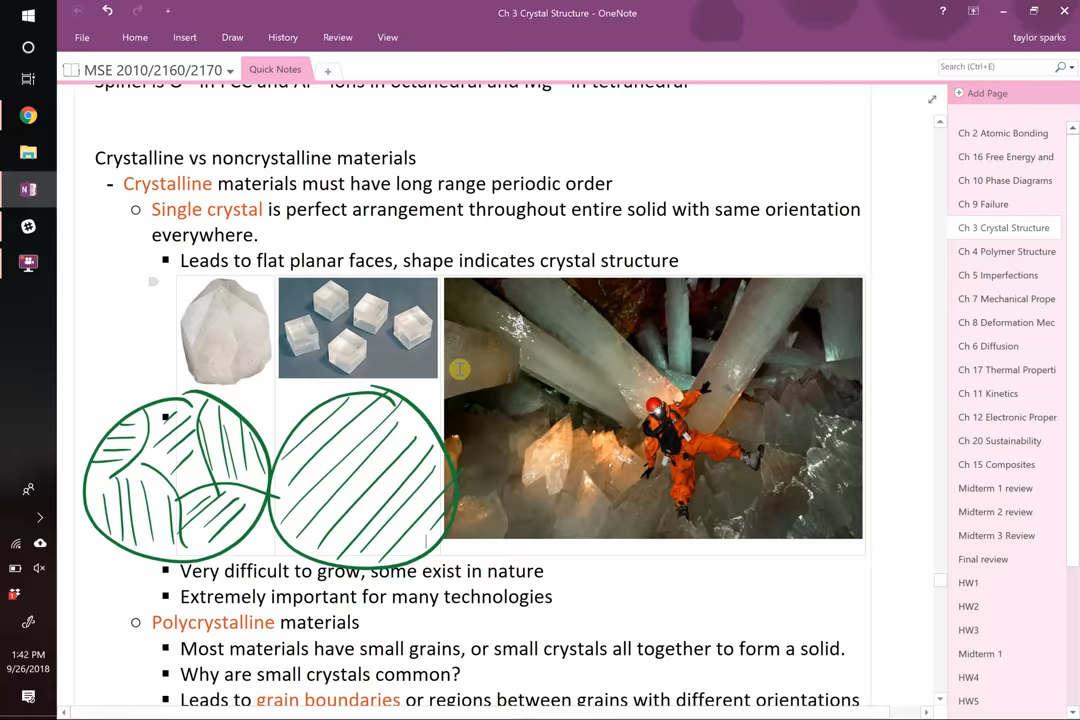 Ch 3 Crystal Structure - OneNote
?
File
Home
Insert
Draw
History
Review
View
taylor sparks
MSE 2010/2160/2170
Quick Notes
+
Search (Ctrl+E)
Crystalline vs noncrystalline materials
- Crystalline materials must have long range periodic order
Single crystal is perfect arrangement throughout entire solid with same orientation
everywhere.
Leads to flat planar faces, shape indicates crystal structure
Very difficult to grow, some exist in nature
Extremely important for many technologies
Polycrystalline materials
Most materials have small grains, or small crystals all together to form a solid.
Why are small crystals common?
Leads to grain boundaries or regions between grains with different orientations
Add Page
Ch 2 Atomic Bonding
Ch 16 Free Energy and
Ch 10 Phase Diagrams
Ch 9 Failure
Ch 3 Crystal Structure
Ch 4 Polymer Structure
Ch 5 Imperfections
Ch 7 Mechanical Prope
Ch 8 Deformation Mec
Ch 6 Diffusion
Ch 17 Thermal Properti
Ch 11 Kinetics
Ch 12 Electronic Proper
Ch 20 Sustainability
Ch 15 Composites
Midterm 1 review
Midterm 2 review
Midterm 3 Review
Final review
HW1
HW2
HW3
Midterm 1
HW4
HW5
1:42 PM
9/26/2018